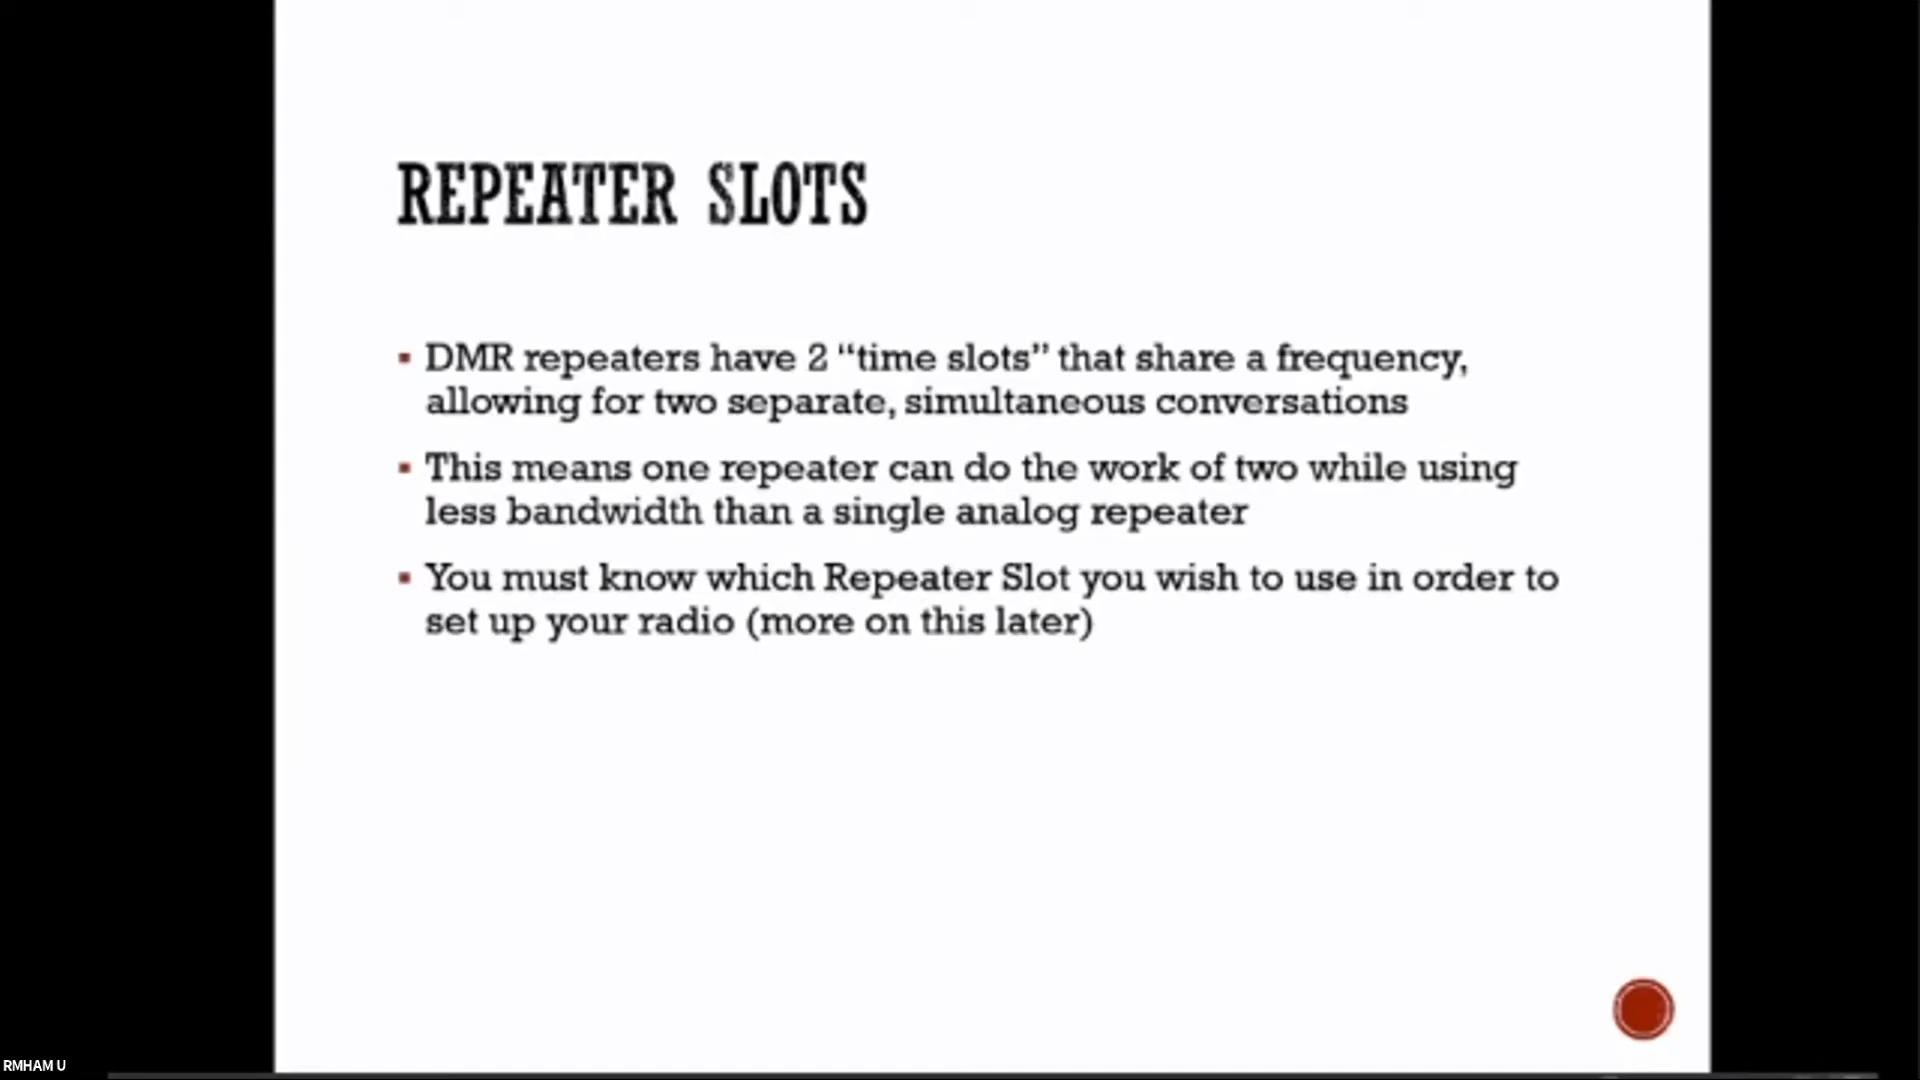 REPEATER SLOTS
▪ DMR repeaters have 2 “time slots” that share a frequency,
allowing for two separate, simultaneous conversations
▪ This means one repeater can do the work of two while using
less bandwidth than a single analog repeater
▪ You must know which Repeater Slot you wish to use in order to
set up your radio (more on this later)
RMHAM U